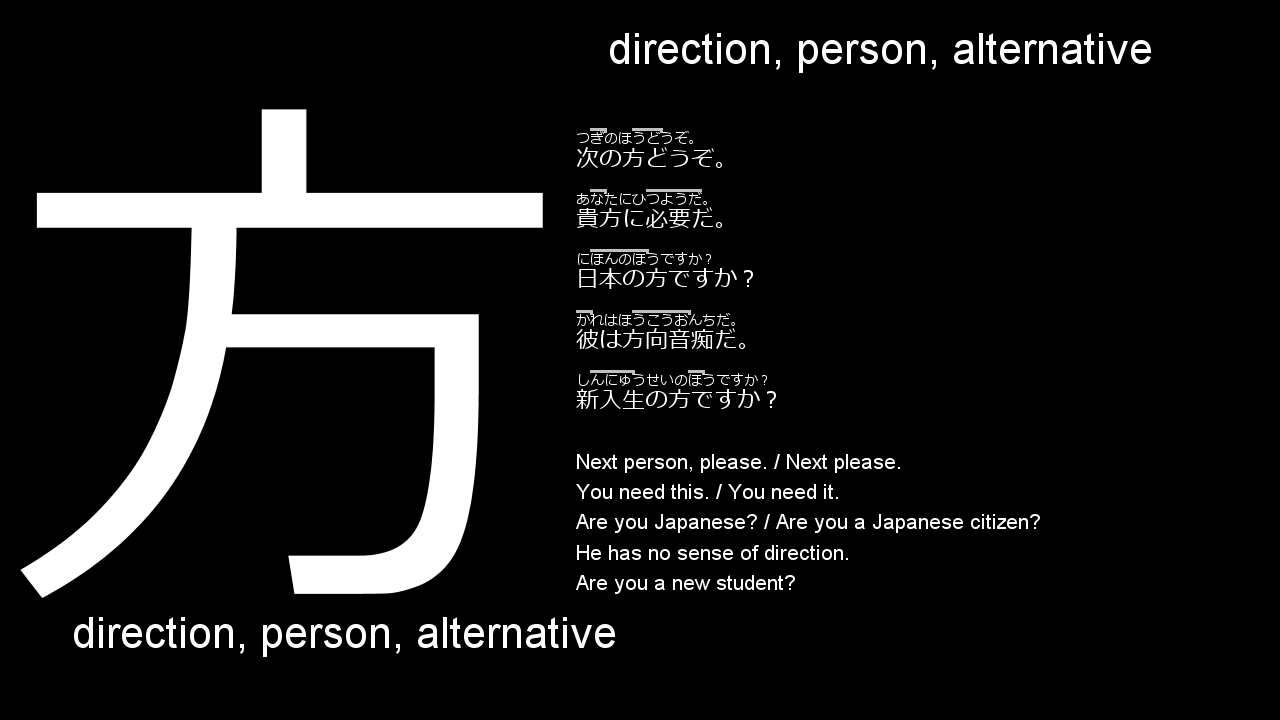 direction, person, alternative
方
つぎのほうどうぞ。
次の方どうぞ。
あなたにひつようだ。
貴方に必要だ。
にほんのほうですか？
日本の方ですか？
かれはほうこうおんちだ。
彼は方向音痴だ。
しんにゅうせいのほうですか？
新入生の方ですか？
Next person, please. / Next please.
You need this. / You need it.
Are you Japanese? / Are you a Japanese citizen?
He has no sense of direction.
Are you a new student?
direction, person, alternative